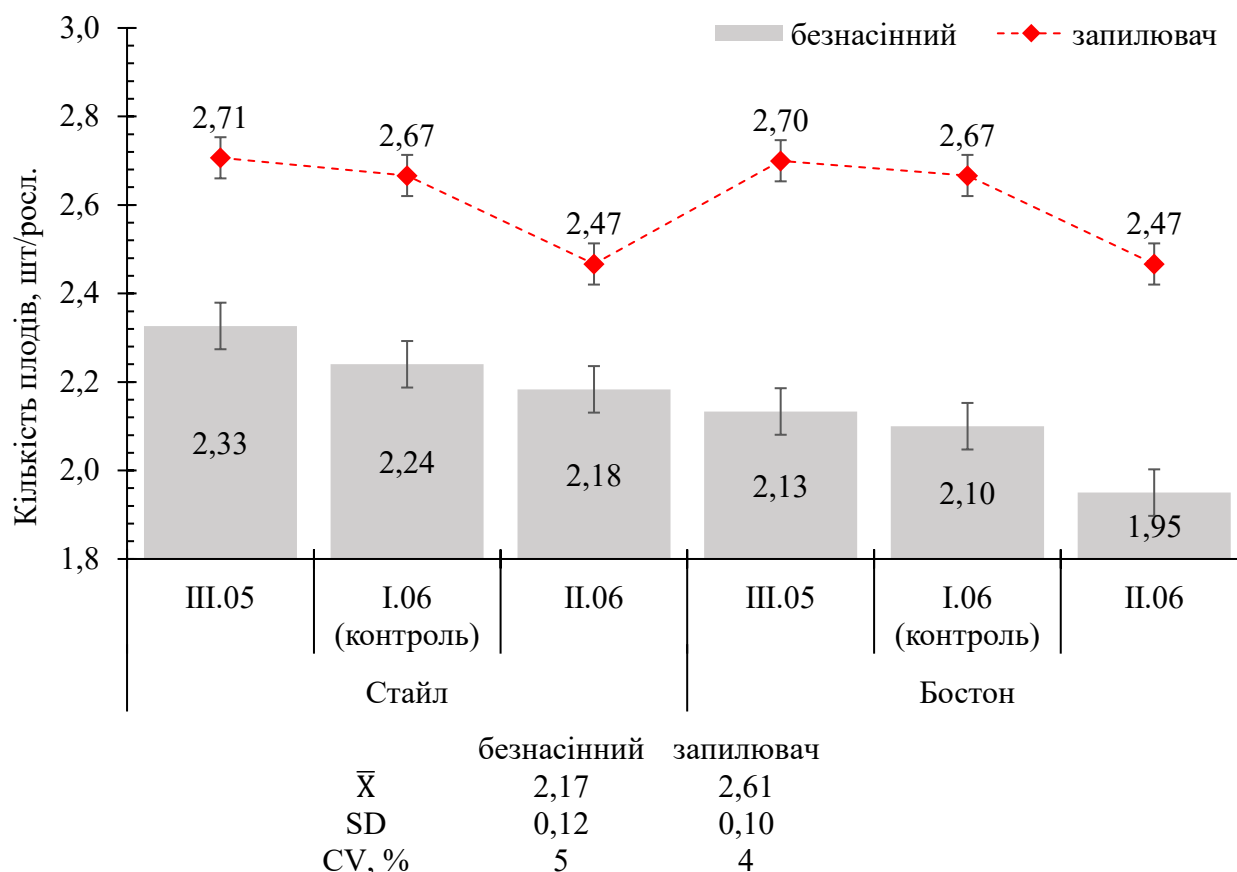 3,0
безнасінний запилювач
2,8
2,6
2,4
2,2
2,0
1,8
Кількість плодів, шт/росл.
2,71 2,67 2,47 2,70 2,67 2,47
2,33 2,24 2,18 2,13 2,10 1,95
III.05 I.06 II.06 III.05 I.06 II.06
(контроль) (контроль)
Стайл Бостон
безнасінний запилювач
X̅ 2,17 2,61
SD 0,12 0,10
CV, % 5 4